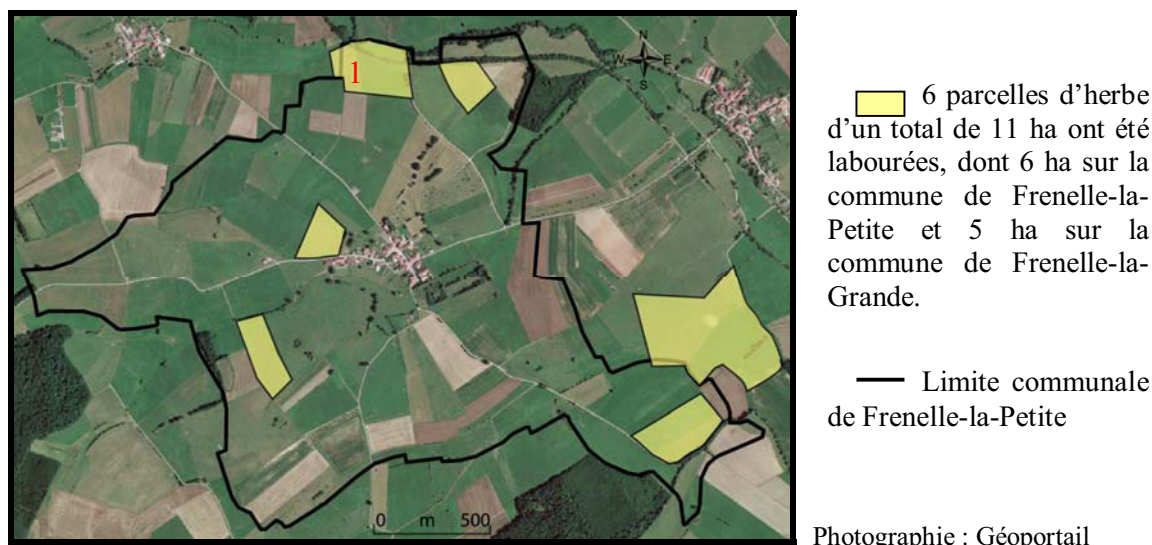 1
N
W E
S
0 m 500
6 parcelles d’herbe
d’un total de 11 ha ont été
labourées, dont 6 ha sur la
commune de Frenelle-la-
Petite et 5 ha sur la
commune de Frenelle-la-
Grande.
Limite communale
de Frenelle-la-Petite
Photographie : Géoportail